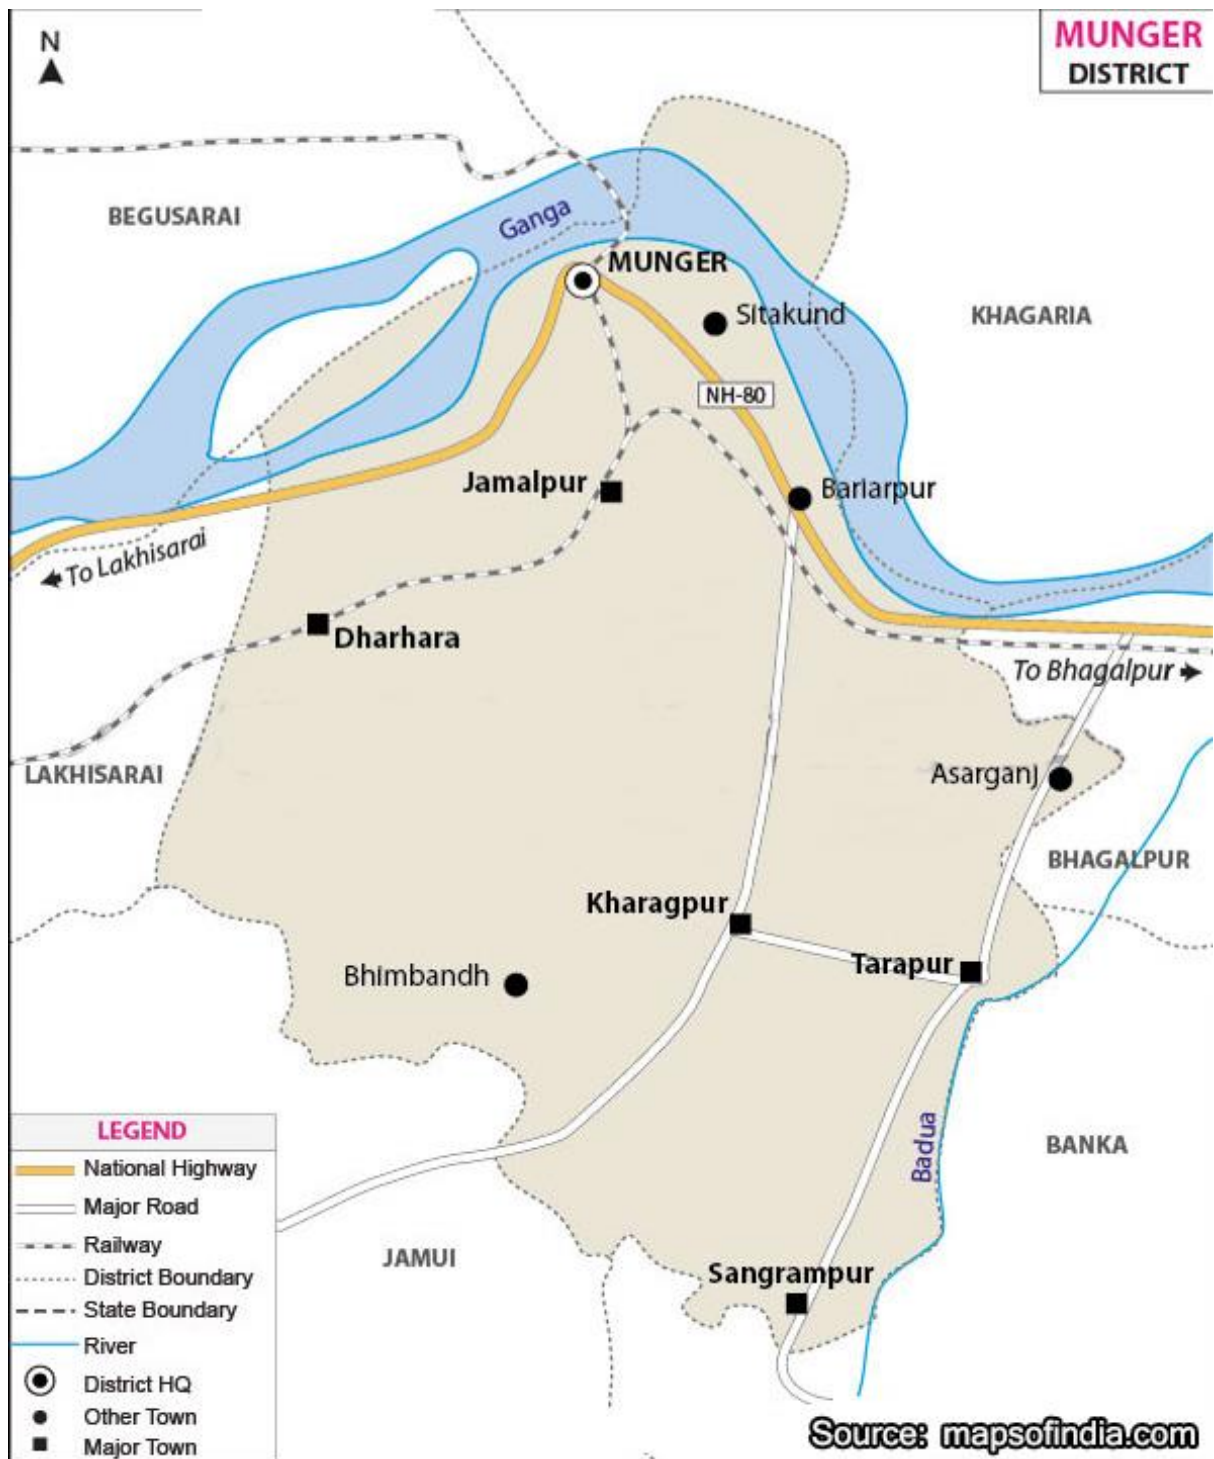 N
MUNGER
DISTRICT
BEGUSARAI
Ganga
MUNGER
Sitakund
KHAGARIA
NH-80
Jamalpur
Bariarpur
To Lakhisarai
Dharhara
To Bhagalpur
LAKHISARAI
Asarganj
BHAGALPUR
Kharagpur
Tarapur
Bhimbandh
Badua
BANKA
JAMUI
Sangrampur
LEGEND
National Highway
Major Road
Railway
District Boundary
State Boundary
River
District HQ
Other Town
Major Town
Source: mapsofindia.com